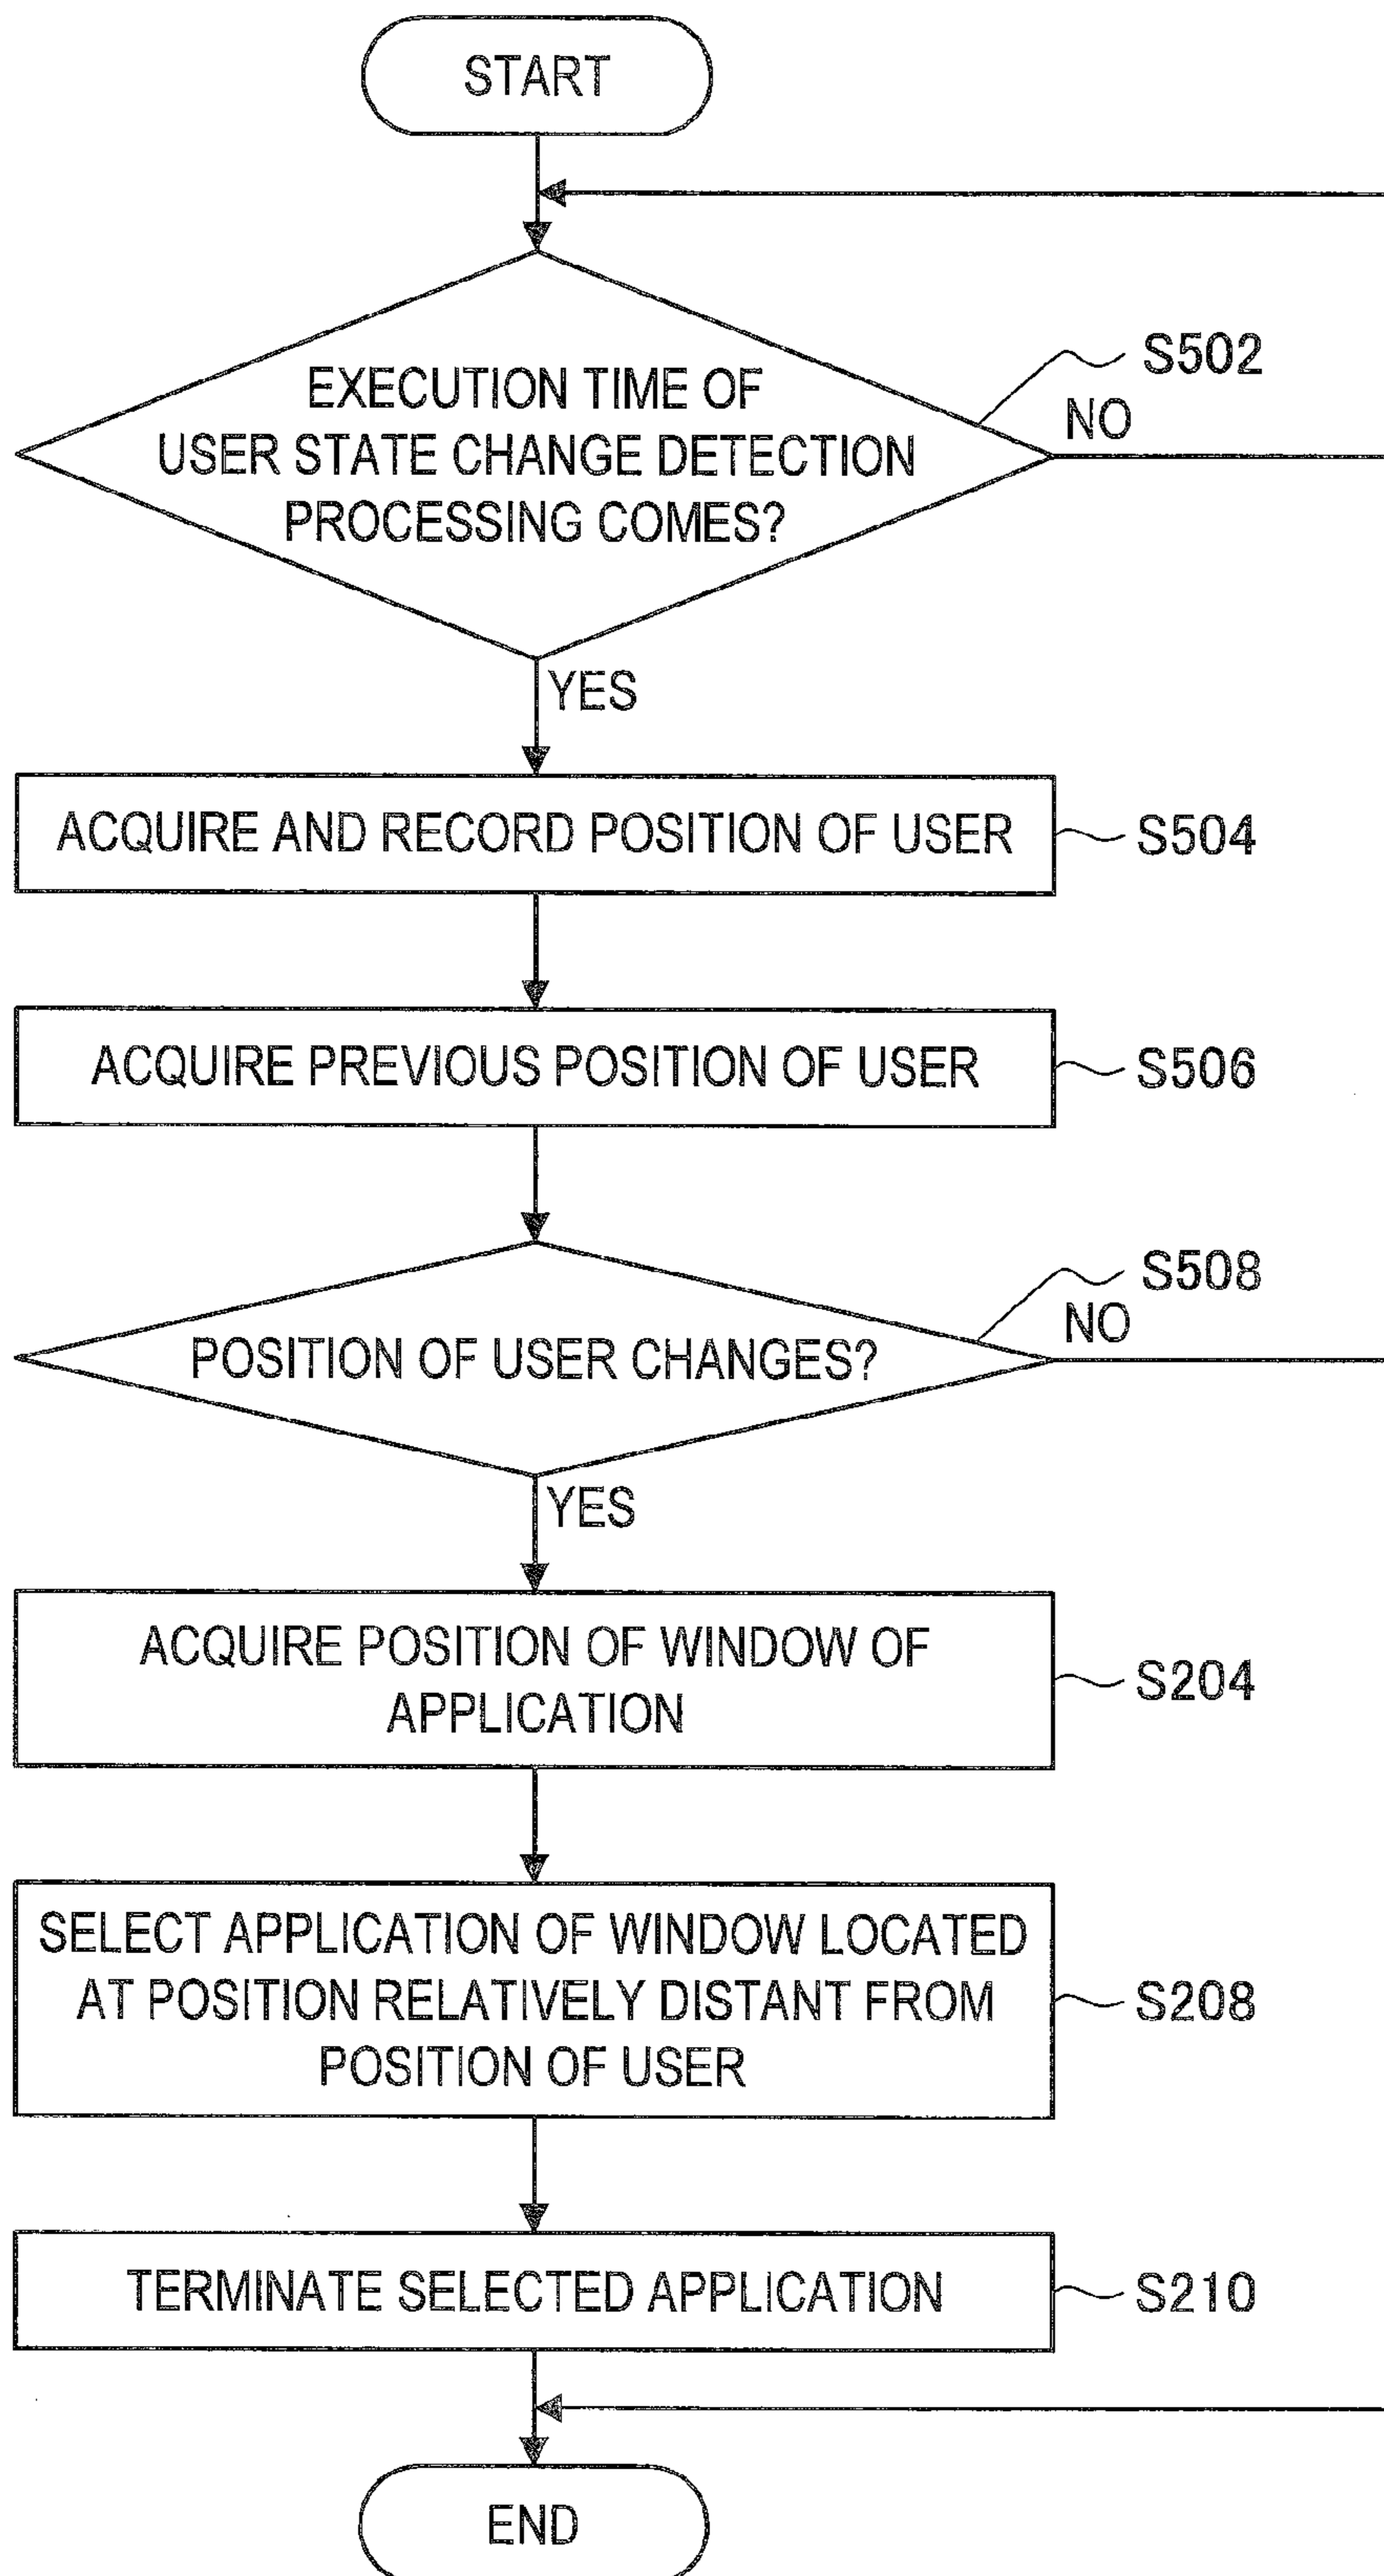 START
EXECUTION TIME OF
USER STATE CHANGE DETECTION
PROCESSING COMES?
S502
NO
YES
ACQUIRE AND RECORD POSITION OF USER
S504
ACQUIRE PREVIOUS POSITION OF USER
S506
POSITION OF USER CHANGES?
S508
NO
YES
ACQUIRE POSITION OF WINDOW OF
APPLICATION
S204
SELECT APPLICATION OF WINDOW LOCATED
AT POSITION RELATIVELY DISTANT FROM
POSITION OF USER
S208
TERMINATE SELECTED APPLICATION
S210
END